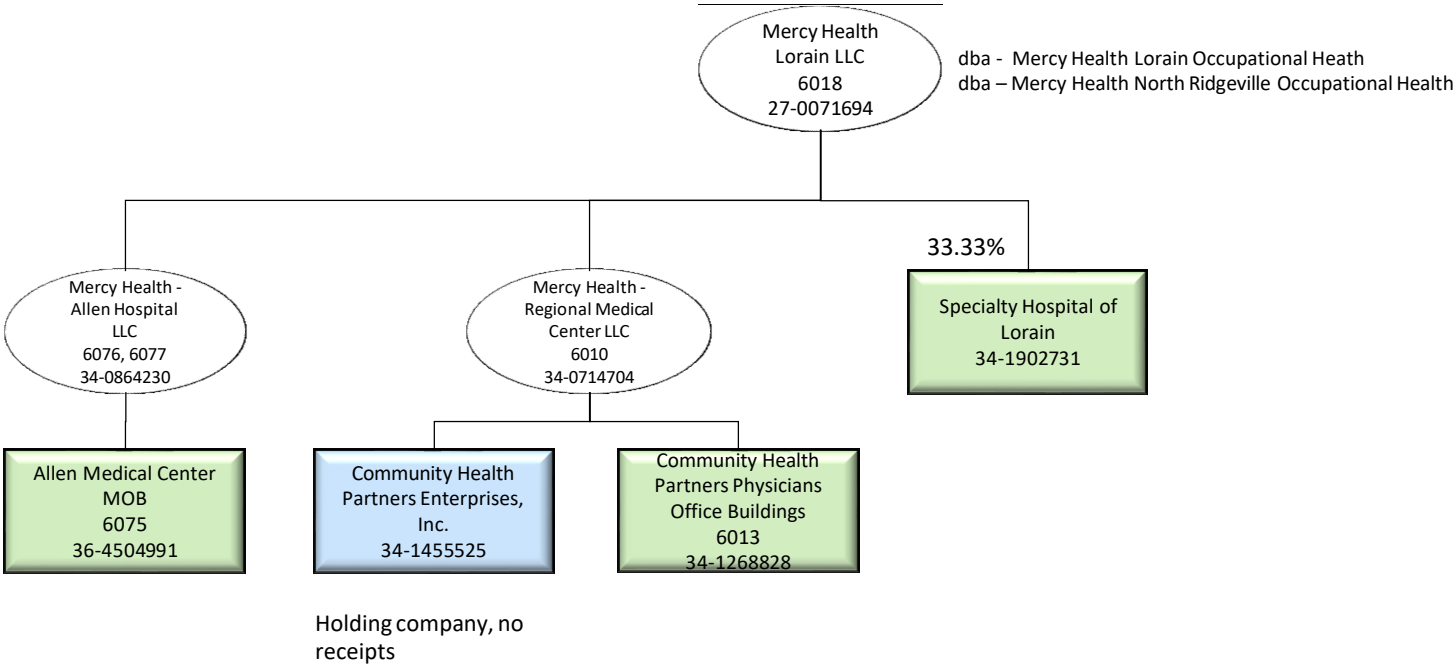 Mercy Health
Lorain LLC
6018
27-0071694
dba - Mercy Health Lorain Occupational Heath
dba – Mercy Health North Ridgeville Occupational Health
33.33%
Mercy Health -
Allen Hospital
LLC
6076, 6077
34-0864230
Mercy Health -
Regional Medical
Center LLC
6010
34-0714704
Specialty Hospital of
Lorain
34-1902731
Allen Medical Center
MOB
6075
36-4504991
Community Health
Partners Enterprises,
Inc.
34-1455525
Community Health
Partners Physicians
Office Buildings
6013
34-1268828
Holding company, no
receipts